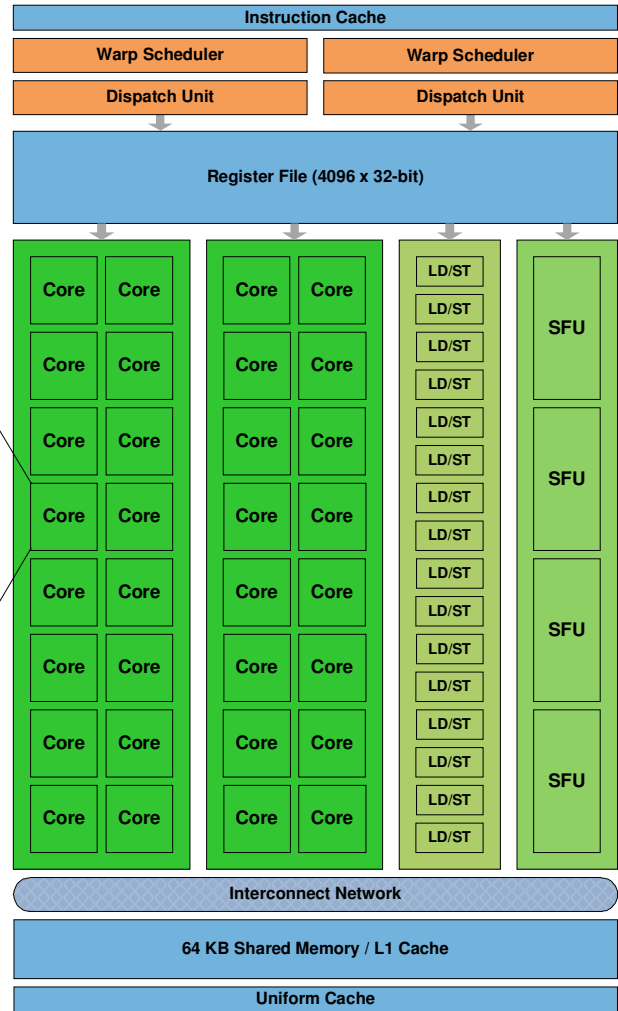 Instruction Cache
Warp Scheduler Warp Scheduler
Dispatch Unit Dispatch Unit
Register File (4096 x 32-bit)
Core Core Core Core LD/ST
LD/ST
SFU
Core Core Core Core LD/ST
LD/ST
Core Core Core Core LD/ST
LD/ST
SFU
Core Core Core Core LD/ST
LD/ST
Core Core Core Core LD/ST
LD/ST
SFU
Core Core Core Core LD/ST
LD/ST
Core Core Core Core LD/ST
LD/ST
SFU
Core Core Core Core LD/ST
LD/ST
Interconnect Network
64 KB Shared Memory / L1 Cache
Uniform Cache